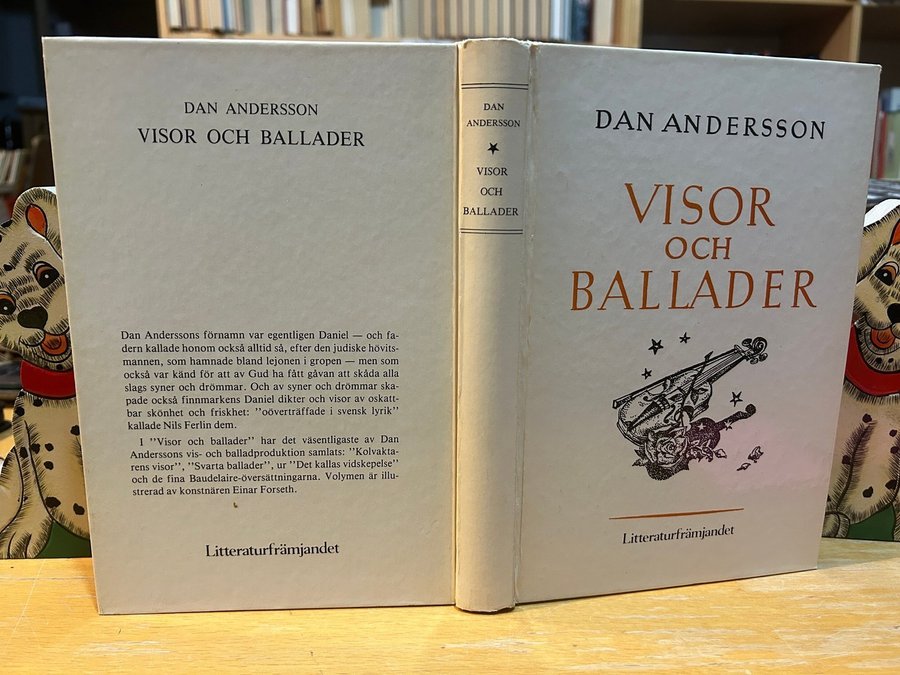 DAN ANDERSSON
VISOR OCH BALLADER
Dan Anderssons förnamn var egentligen Daniel — och fa-
dern kallade honom också alltid så, efter den judiske hövits-
mannen, som hamnade bland lejonen i gropen — men som
också var känd för att av Gud ha fått gåvan att skåda alla
slags syner och drömmar. Och av syner och drömmar ska-
pade också finnmarkens Daniel dikter och visor av oskatt-
bar skönhet och friskhet: ”oöverträffade i svensk lyrik”
kallade Nils Ferlin dem.
I ”Visor och ballader” har det väsentligaste av Dan
Anderssons vis- och balladproduktion samlats: ”Kolvakta-
rens visor”, ”Svarta ballader”, ur ”Det kallas vidskepelse”
och de fina Baudelaire-översättningarna. Volymen är illu-
strerad av konstnären Einar Forseth.
Litteraturfrämjandet
DAN
ANDERSSON
VISOR
OCH
BALLADER
DAN ANDERSSON
VISOR
OCH
BALLADER
Litteraturfrämjandet